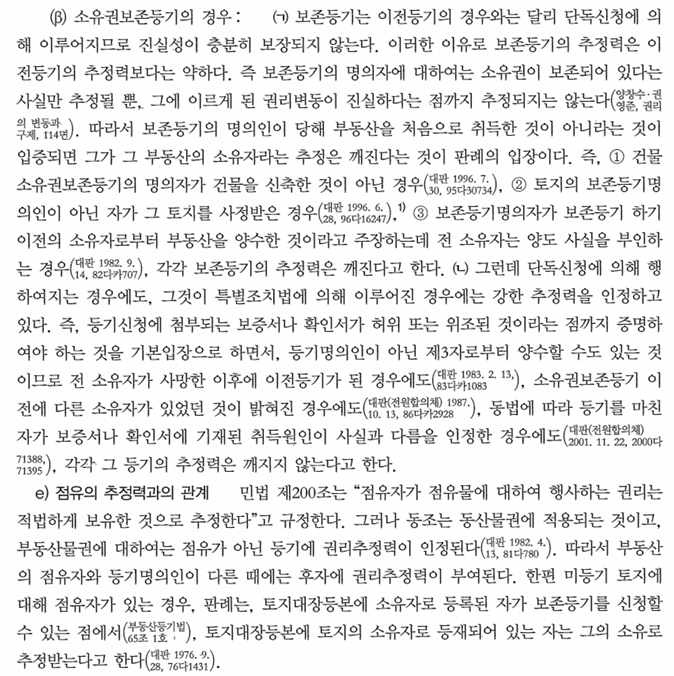 (β) 소유권보존등기의 경우: ㈀ 보존등기는 이전등기의 경우와는 달리 단독신청에 의
해 이루어지므로 진실성이 충분히 보장되지 않는다. 이러한 이유로 보존등기의 추정력은 이
전등기의 추정력보다는 약하다. 즉 보존등기의 명의자에 대하여는 소유권이 보존되어 있다는
사실만 추정될 뿐, 그에 이르게 된 권리변동이 진실하다는 점까지 추정되지는 않는다(양창수·권영준, 권리
의 변동과 구제, 114면). 따라서 보존등기의 명의인이 당해 부동산을 처음으로 취득한 것이 아니라는 것이
입증되면 그가 그 부동산의 소유자라는 추정은 깨진다는 것이 판례의 입장이다. 즉, ① 건물
소유권보존등기의 명의자가 건물을 신축한 것이 아닌 경우(대판 1996. 7. 30, 95다30734), ② 토지의 보존등기명
의인이 아닌 자가 그 토지를 사정받은 경우(대판 1996. 6. 28, 96다16247),1) ③ 보존등기명의자가 보존등기 하기
이전의 소유자로부터 부동산을 양수한 것이라고 주장하는데 전 소유자는 양도 사실을 부인하
는 경우(대판 1982. 9. 14, 82다카707), 각각 보존등기의 추정력은 깨진다고 한다. ㈁ 그런데 단독신청에 의해 행
하여지는 경우에도, 그것이 특별조치법에 의해 이루어진 경우에는 강한 추정력을 인정하고
있다. 즉, 등기신청에 첨부되는 보증서나 확인서가 허위 또는 위조된 것이라는 점까지 증명하
여야 하는 것을 기본입장으로 하면서, 등기명의인이 아닌 제3자로부터 양수할 수도 있는 것
이므로 전 소유자가 사망한 이후에 이전등기가 된 경우에도(대판 1983. 2. 13, 83다카1083), 소유권보존등기 이
전에 다른 소유자가 있었던 것이 밝혀진 경우에도(대판(전원합의체) 1987. 10. 13, 86다카2928), 동법에 따라 등기를 마친
자가 보증서나 확인서에 기재된 취득원인이 사실과 다름을 인정한 경우에도(대판(전원합의체) 2001. 11. 22, 2000다
71388, 71395), 각각 그 등기의 추정력은 깨지지 않는다고 한다.
e) 점유의 추정력과의 관계 민법 제200조는 “점유자가 점유물에 대하여 행사하는 권리는
적법하게 보유한 것으로 추정한다”고 규정한다. 그러나 동조는 동산물권에 적용되는 것이고,
부동산물권에 대하여는 점유가 아닌 등기에 권리추정력이 인정된다(대판 1982. 4. 13, 81다780). 따라서 부동산
의 점유자와 등기명의인이 다른 때에는 후자에 권리추정력이 부여된다. 한편 미등기 토지에
대해 점유자가 있는 경우, 판례는, 토지대장등본에 소유자로 등록된 자가 보존등기를 신청할
수 있는 점에서(부동산등기법 65조 1호), 토지대장등본에 토지의 소유자로 등재되어 있는 자는 그의 소유로
추정받는다고 한다(대판 1976. 9. 28, 76다1431).